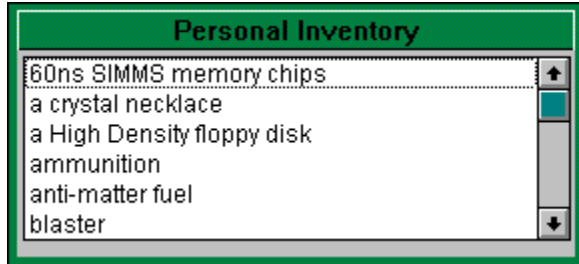 Personal Inventory
60ns SIMMS memory chips
a crystal necklace
a High Density floppy disk
ammunition
anti-matter fuel
blaster